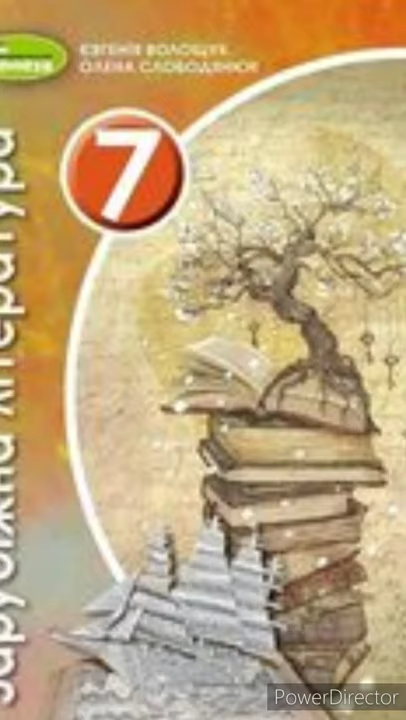 ЄВГЕНІЯ ВОЛОЩУК
ОЛЕНА СЛОБОДЯНЮК
7
Зарубіжна література
PowerDirector